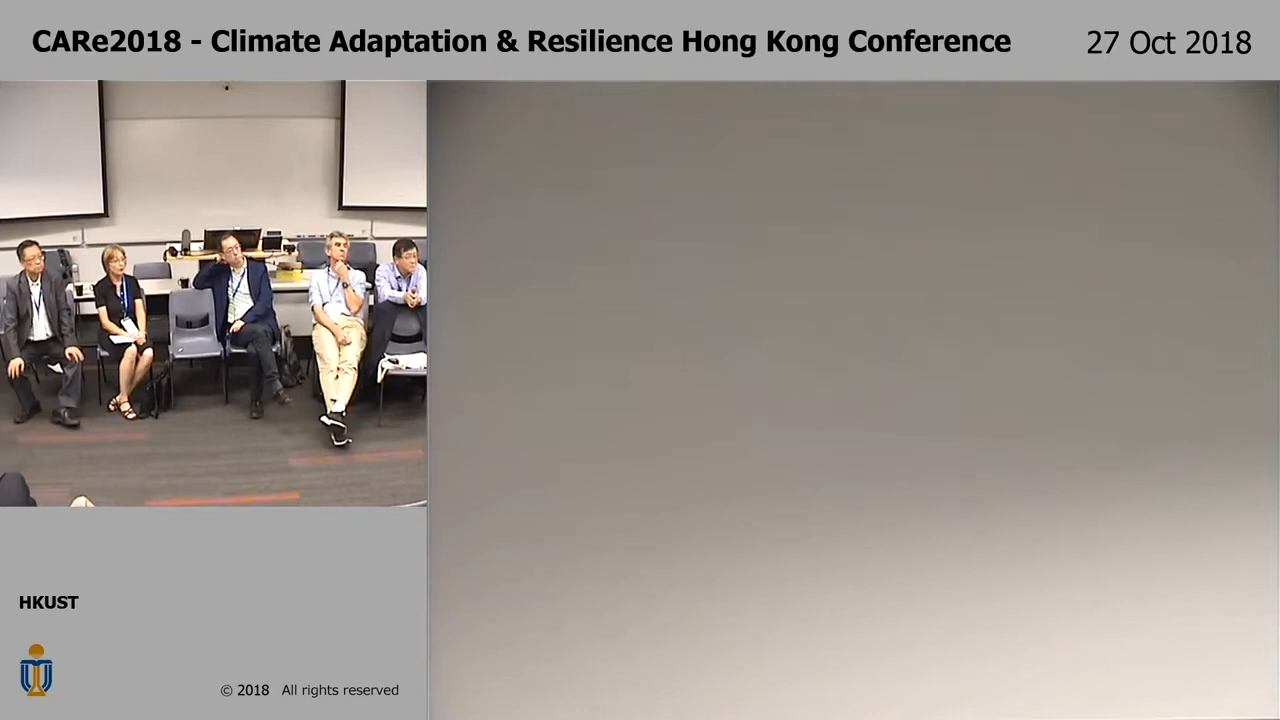 CARe2018 - Climate Adaptation & Resilience Hong Kong Conference
27 Oct 2018
HKUST
© 2018 All rights reserved